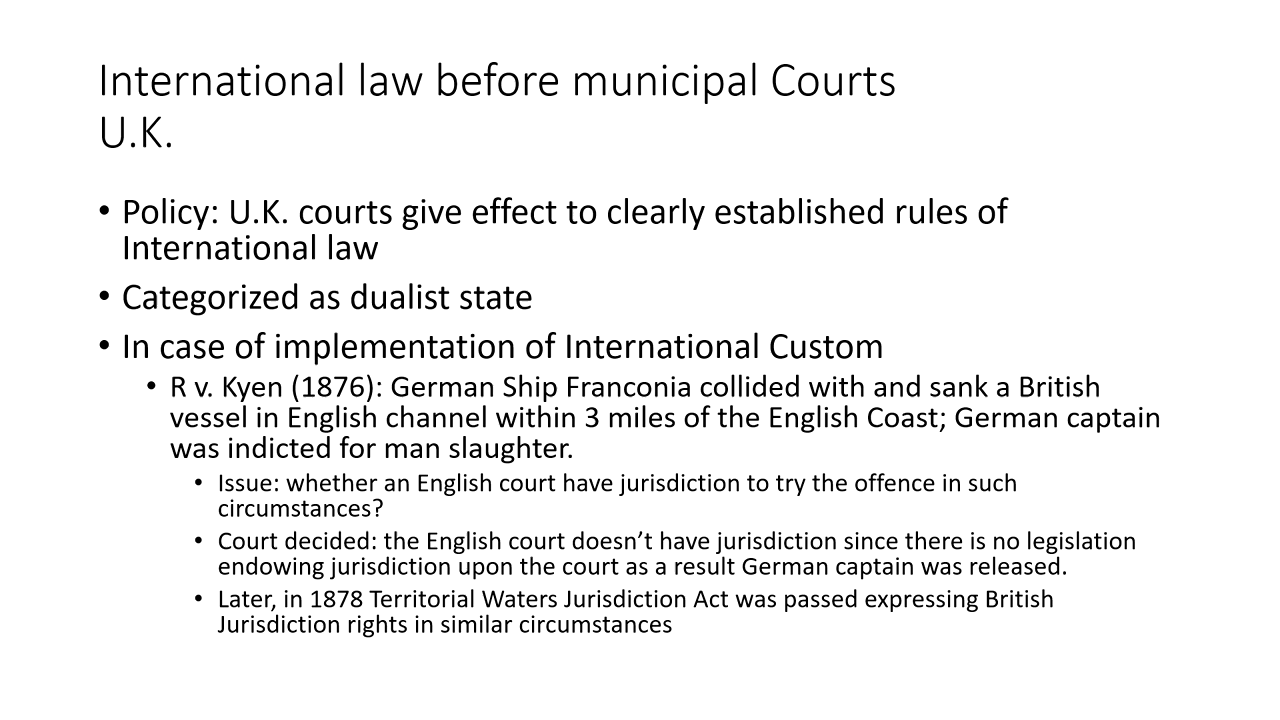 International law before municipal Courts
U.K.
• Policy: U.K. courts give effect to clearly established rules of
International law
• Categorized as dualist state
• In case of implementation of International Custom
• R v. Kyen (1876): German Ship Franconia collided with and sank a British
vessel in English channel within 3 miles of the English Coast; German captain
was indicted for man slaughter.
• Issue: whether an English court have jurisdiction to try the offence in such
circumstances?
• Court decided: the English court doesn’t have jurisdiction since there is no legislation
endowing jurisdiction upon the court as a result German captain was released.
• Later, in 1878 Territorial Waters Jurisdiction Act was passed expressing British
Jurisdiction rights in similar circumstances